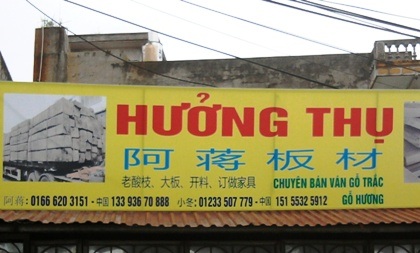 HƯỞNG THỤ
阿蒋板材
老酸枝、大板、开料、订做家具 CHUYÊN BÁN VÁN GỖ TRẮC
GỖ HƯƠNG
阿蒋: 0166 620 3151 - 中国 133 936 70 888 小冬: 01233 507 779 - 中国 151 5532 5912